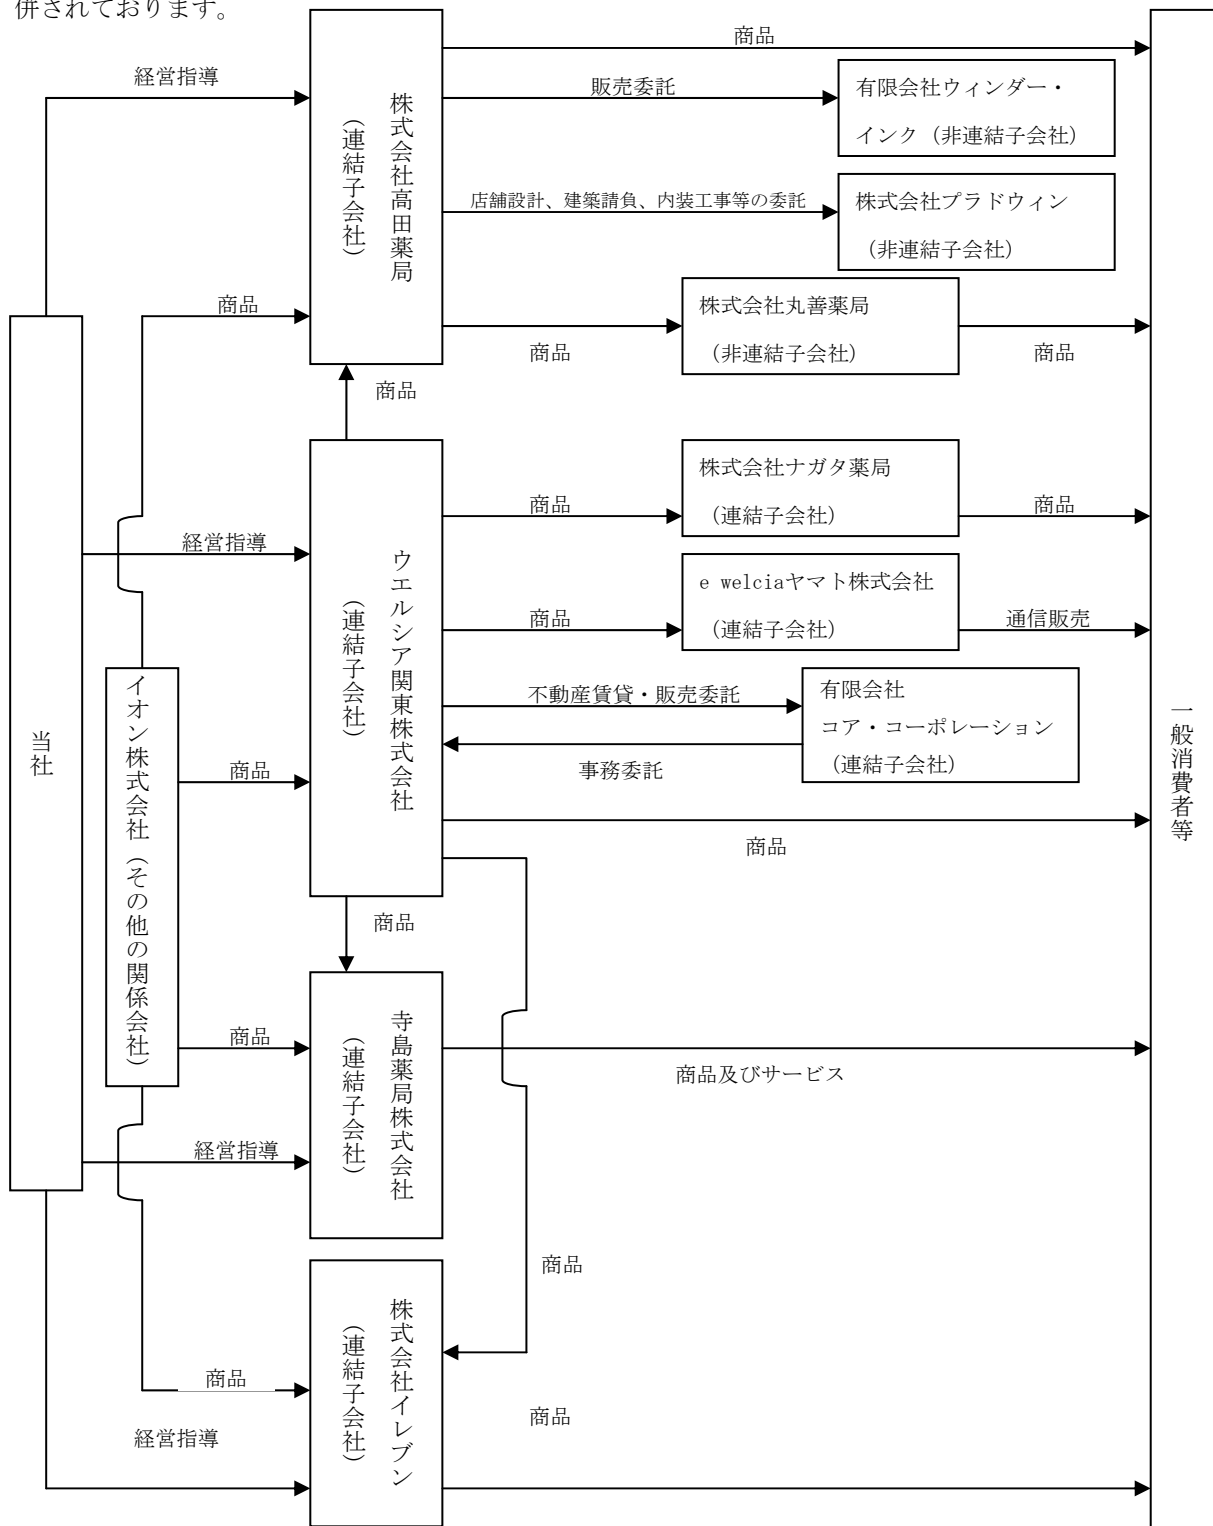 併されております。
商品
経営指導
販売委託
有限会社ウィンダー・
インク（非連結子会社）
株式会社高田薬局
（連結子会社）
店舗設計、建築請負、内装工事等の委託
株式会社プラドウィン
（非連結子会社）
商品
株式会社丸善薬局
（非連結子会社）
商品
商品
商品
株式会社ナガタ薬局
（連結子会社）
商品
商品
経営指導
ウエルシア関東株式会社
（連結子会社）
e welciaヤマト株式会社
（連結子会社）
商品
通信販売
不動産賃貸・販売委託
有限会社
コア・コーポレーション
（連結子会社）
事務委託
当社
イオン株式会社（その他の関係会社）
商品
一般消費者等
商品
商品
商品
寺島薬局株式会社
（連結子会社）
商品及びサービス
経営指導
商品
株式会社イレブン
（連結子会社）
商品
商品
経営指導